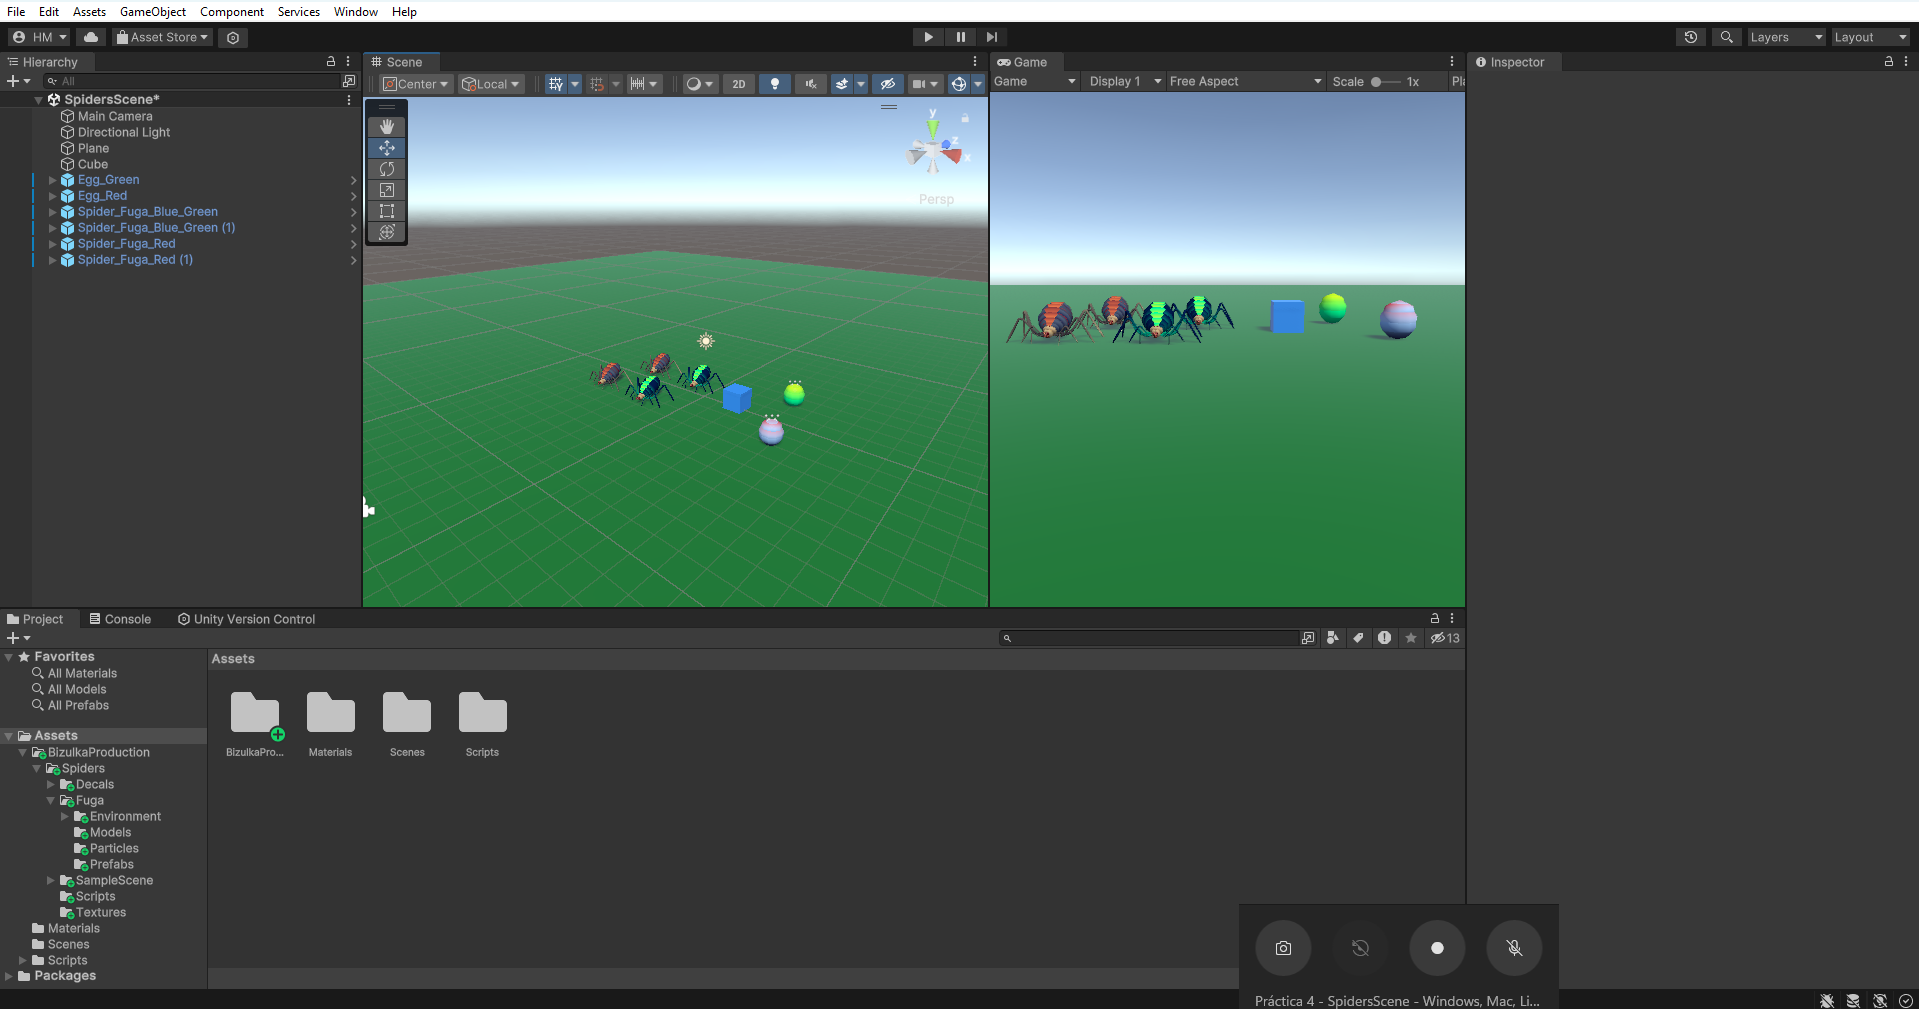 File Edit Assets GameObject Component Services Window Help
HM Asset Store Layers Layout
Hierarchy
All
SpidersScene*
Main Camera
Directional Light
Plane
Cube
Egg_Green
Egg_Red
Spider_Fuga_Blue_Green
Spider_Fuga_Blue_Green (1)
Spider_Fuga_Red
Spider_Fuga_Red (1)
Scene
Center Local 2D
y
z
x
Persp
Game
Game Display 1 Free Aspect Scale 1x Pl
Inspector
Project Console Unity Version Control
13
Favorites
All Materials
All Models
All Prefabs
Assets
BizulkaProduction
Spiders
Decals
Fuga
Environment
Models
Particles
Prefabs
SampleScene
Scripts
Textures
Materials
Scenes
Scripts
Packages
Assets
BizulkaPro... Materials Scenes Scripts
Práctica 4 - SpidersScene - Windows, Mac, Li...